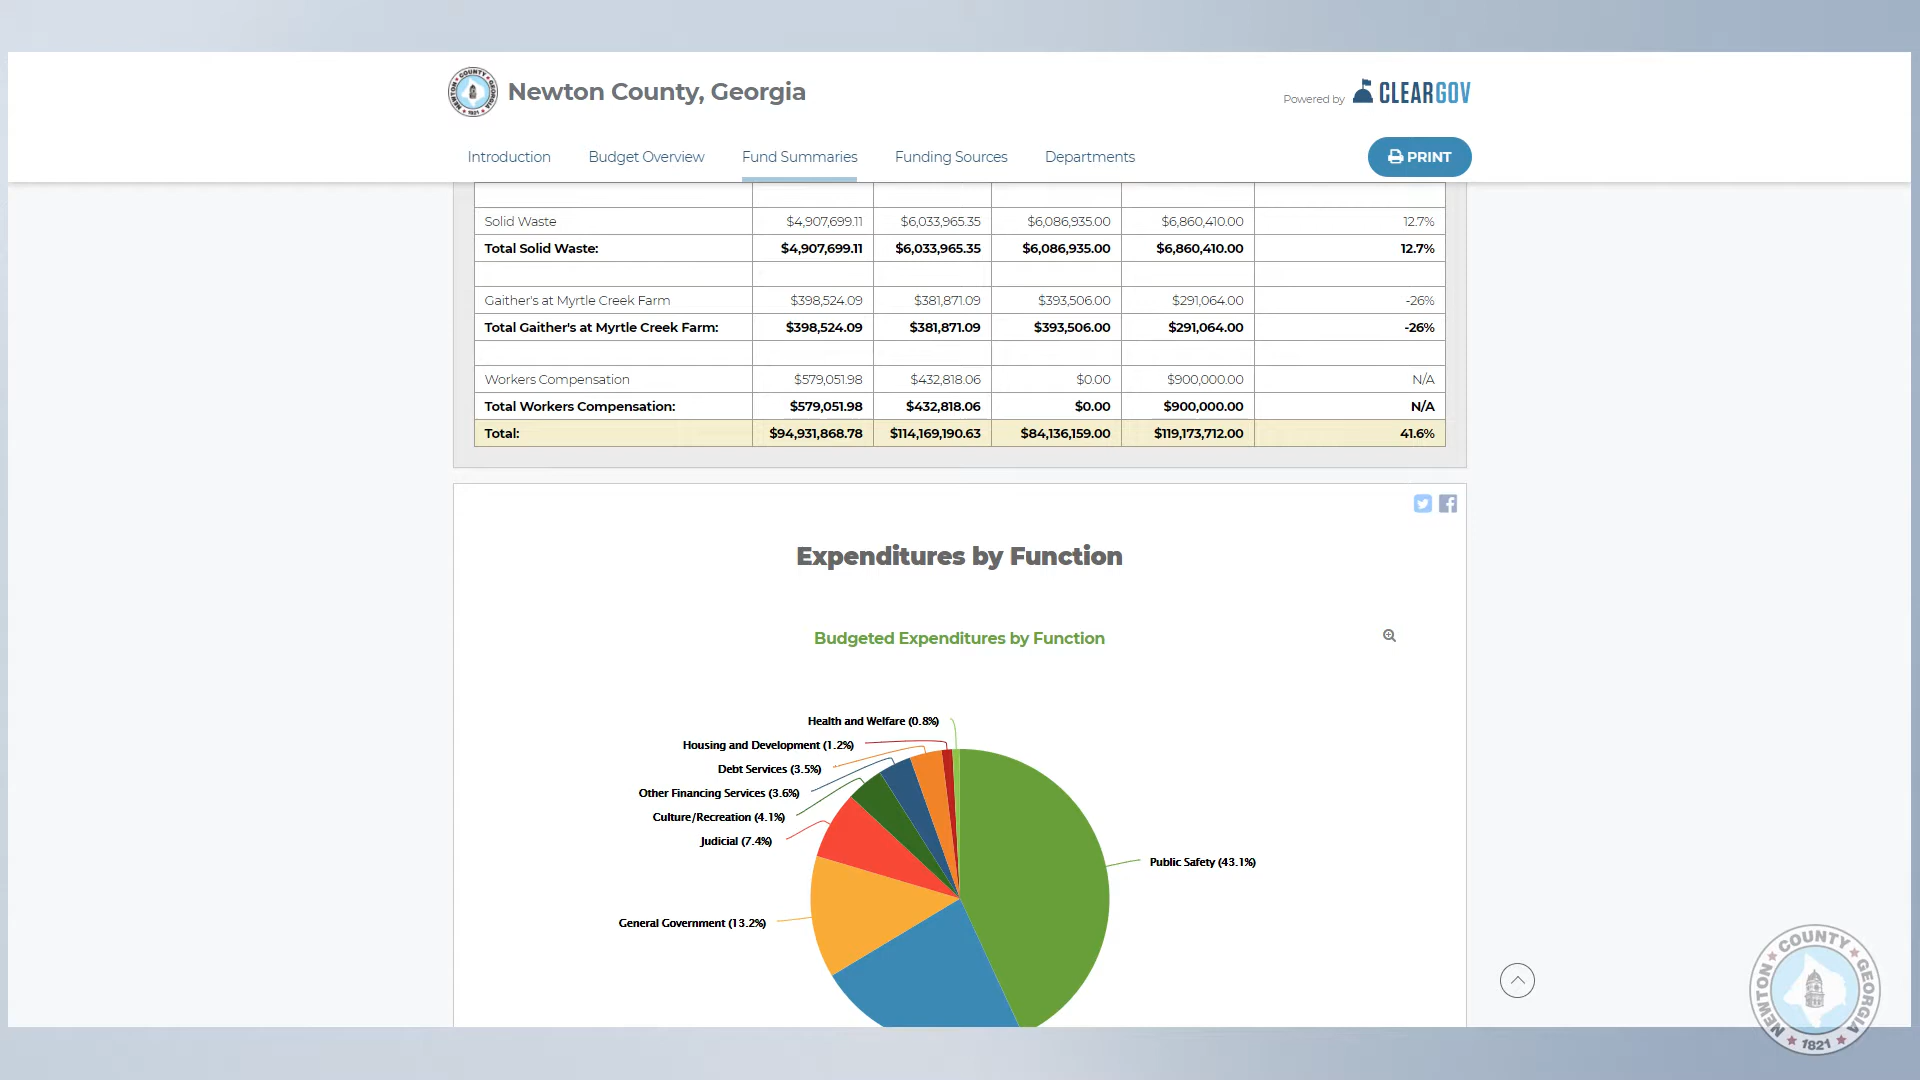 Newton County, Georgia
Powered by CLEARGOV
Introduction Budget Overview Fund Summaries Funding Sources Departments PRINT
Solid Waste $4,907,699.11 $6,033,965.35 $6,086,935.00 $6,860,410.00 12.7%
Total Solid Waste: $4,907,699.11 $6,033,965.35 $6,086,935.00 $6,860,410.00 12.7%
Gaither's at Myrtle Creek Farm $398,524.09 $381,871.09 $393,506.00 $291,064.00 -26%
Total Gaither's at Myrtle Creek Farm: $398,524.09 $381,871.09 $393,506.00 $291,064.00 -26%
Workers Compensation $579,051.98 $432,818.06 $0.00 $900,000.00 N/A
Total Workers Compensation: $579,051.98 $432,818.06 $0.00 $900,000.00 N/A
Total: $94,931,868.78 $114,169,190.63 $84,136,159.00 $119,173,712.00 41.6%
Expenditures by Function
Budgeted Expenditures by Function
Health and Welfare (0.8%)
Housing and Development (1.2%)
Debt Services (3.5%)
Other Financing Services (3.6%)
Culture/Recreation (4.1%)
Judicial (7.4%)
Public Safety (43.1%)
General Government (13.2%)
NEWTON COUNTY GEORGIA
1821